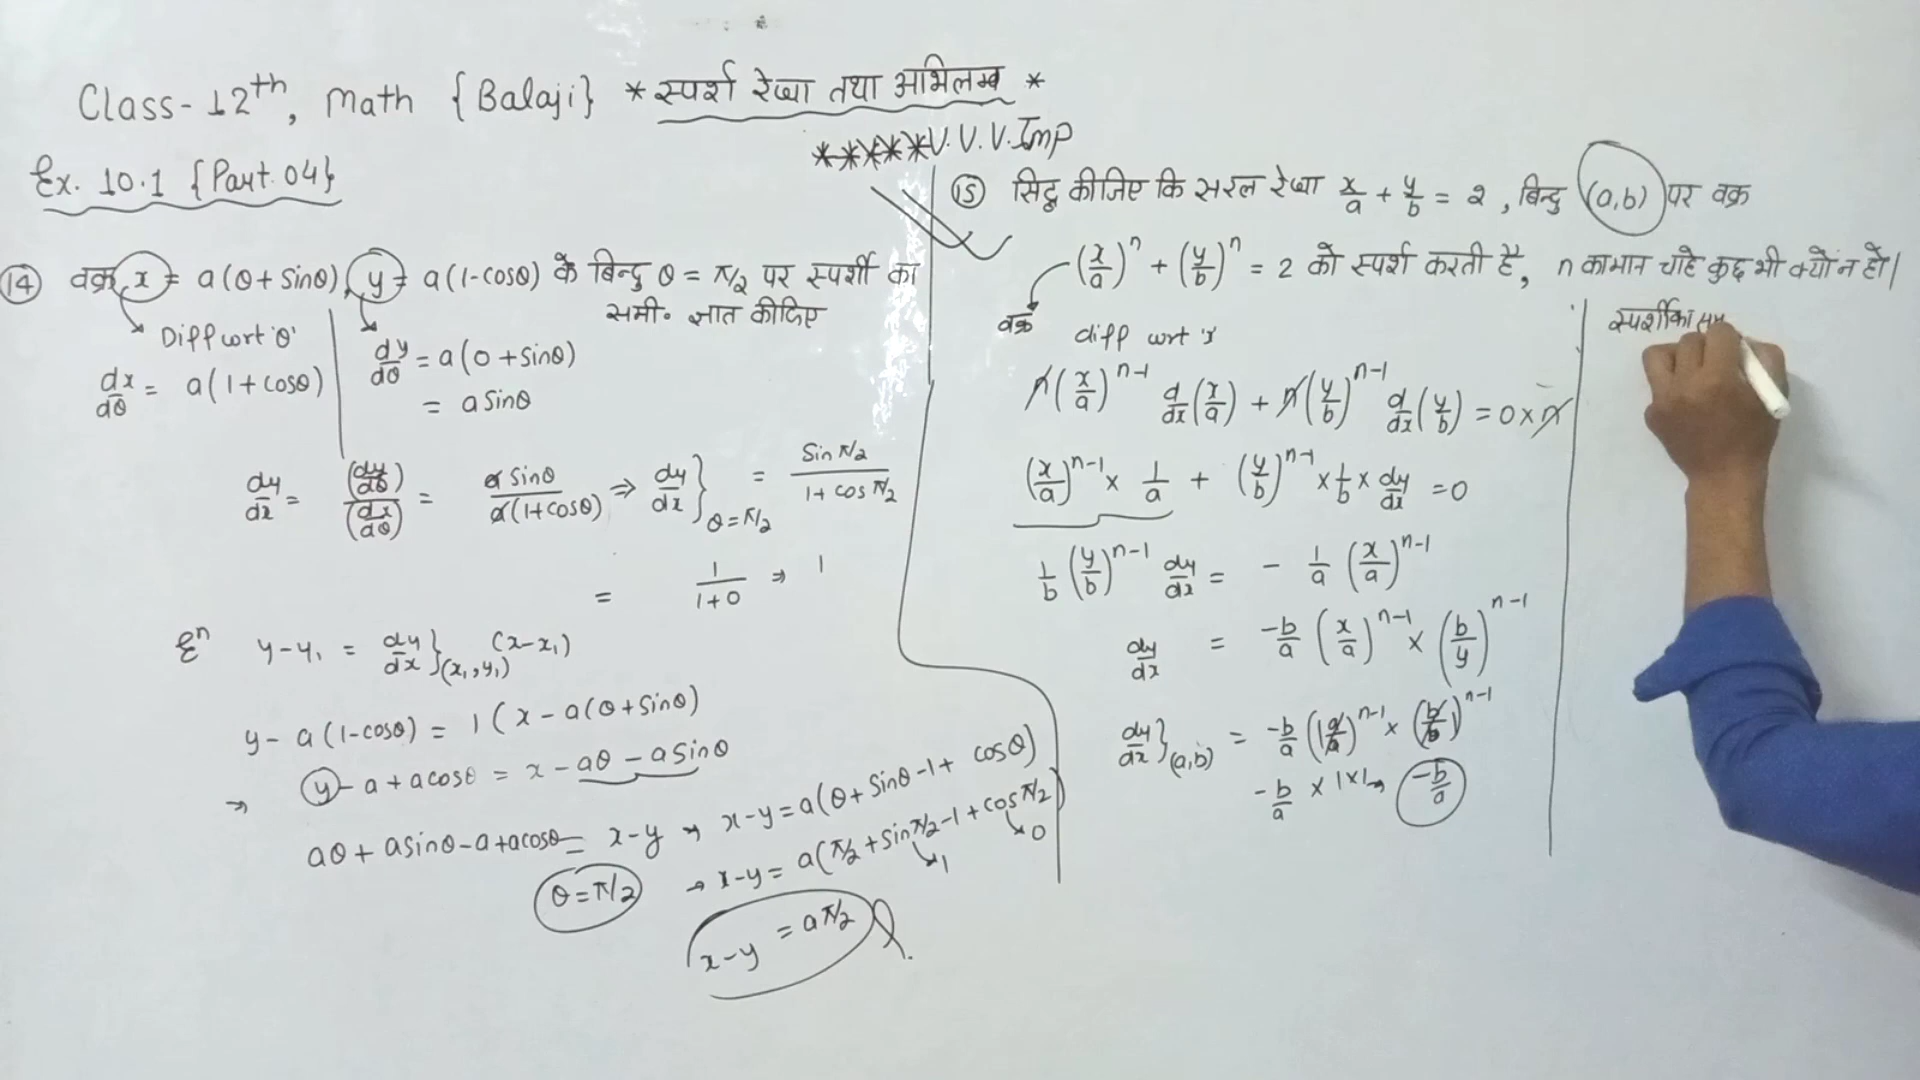 Class-12th, Math {Balaji} *स्पर्श रेखा तथा अभिलम्ब *
*****V.V.V.Imp
Ex. 10.1 {Part.04}
(14) वक्र x = a(θ+sinθ), y = a(1-cosθ) के बिन्दु θ = π/2 पर स्पर्शी का
समी. ज्ञात कीजिए
Diff wrt 'θ'
dx/dθ = a(1+cosθ)
dy/dθ = a(0+sinθ)
= a sinθ
dy/dx = (dy/dθ)/(dx/dθ) = a sinθ/a(1+cosθ) ⇒ dy/dx}θ=π/2 = Sin π/2/1+cos π/2
= 1/1+0 ⇒ 1
Eⁿ y-y₁ = dy/dx}(x₁,y₁) (x-x₁)
y-a(1-cosθ) = 1(x-a(θ+sinθ)
⇒ y-a+acosθ = x-aθ-asinθ
aθ+asinθ-a+acosθ = x-y → x-y = a(θ+sinθ-1+cosθ)
θ=π/2 → x-y = a(π/2+sinπ/2-1+cosπ/2)
1 0
x-y = aπ/2
(15) सिद्ध कीजिए कि सरल रेखा x/a + y/b = 2, बिन्दु (a,b) पर वक्र
(x/a)ⁿ + (y/b)ⁿ = 2 को स्पर्श करती है, n का मान चाहे कुछ भी क्यों न हो|
वक्र diff wrt 'x'
n(x/a)ⁿ⁻¹ d/dx(x/a) + n(y/b)ⁿ⁻¹ d/dx(y/b) = 0×n
(x/a)ⁿ⁻¹ × 1/a + (y/b)ⁿ⁻¹ × 1/b × dy/dx = 0
1/b (y/b)ⁿ⁻¹ dy/dx = - 1/a (x/a)ⁿ⁻¹
dy/dx = -b/a (x/a)ⁿ⁻¹ × (b/y)ⁿ⁻¹
dy/dx}(a,b) = -b/a (a/a)ⁿ⁻¹ × (b/b)ⁿ⁻¹
-b/a × 1×1 → -b/a
स्पर्शी का